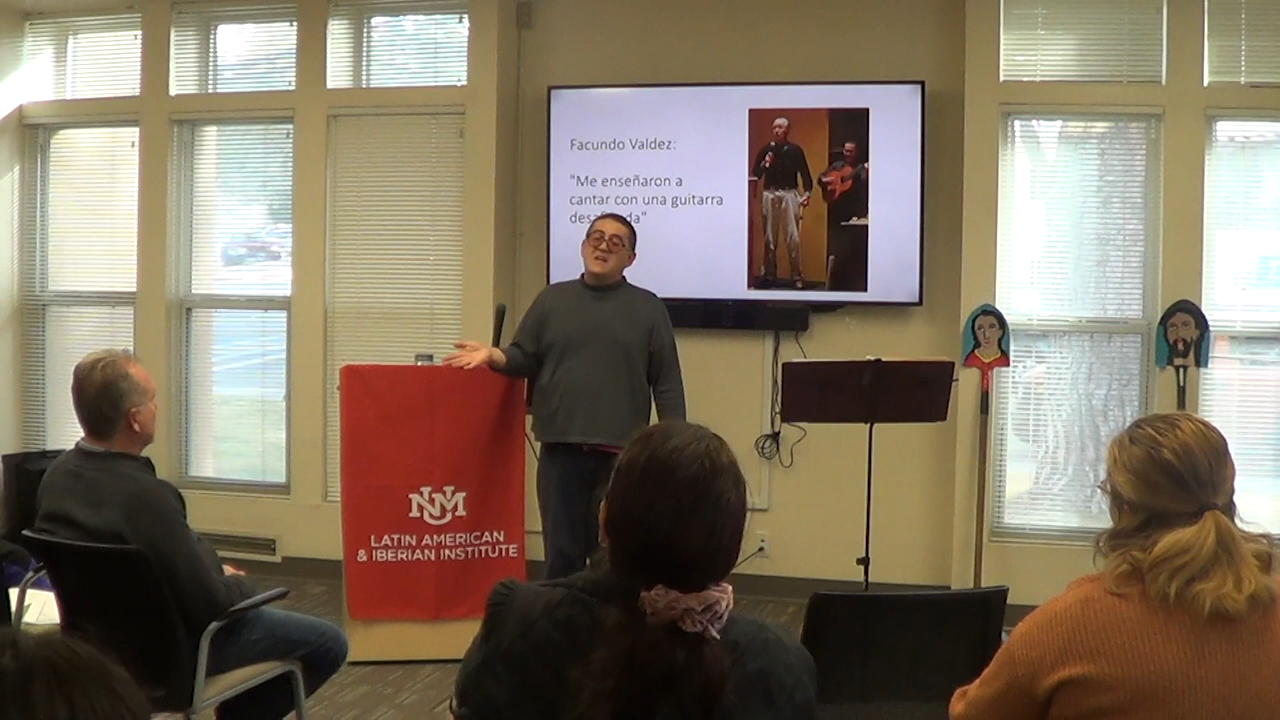 Facundo Valdez:
"Me enseñaron a
cantar con una guitarra
UNM
LATIN AMERICAN
& IBERIAN INSTITUTE